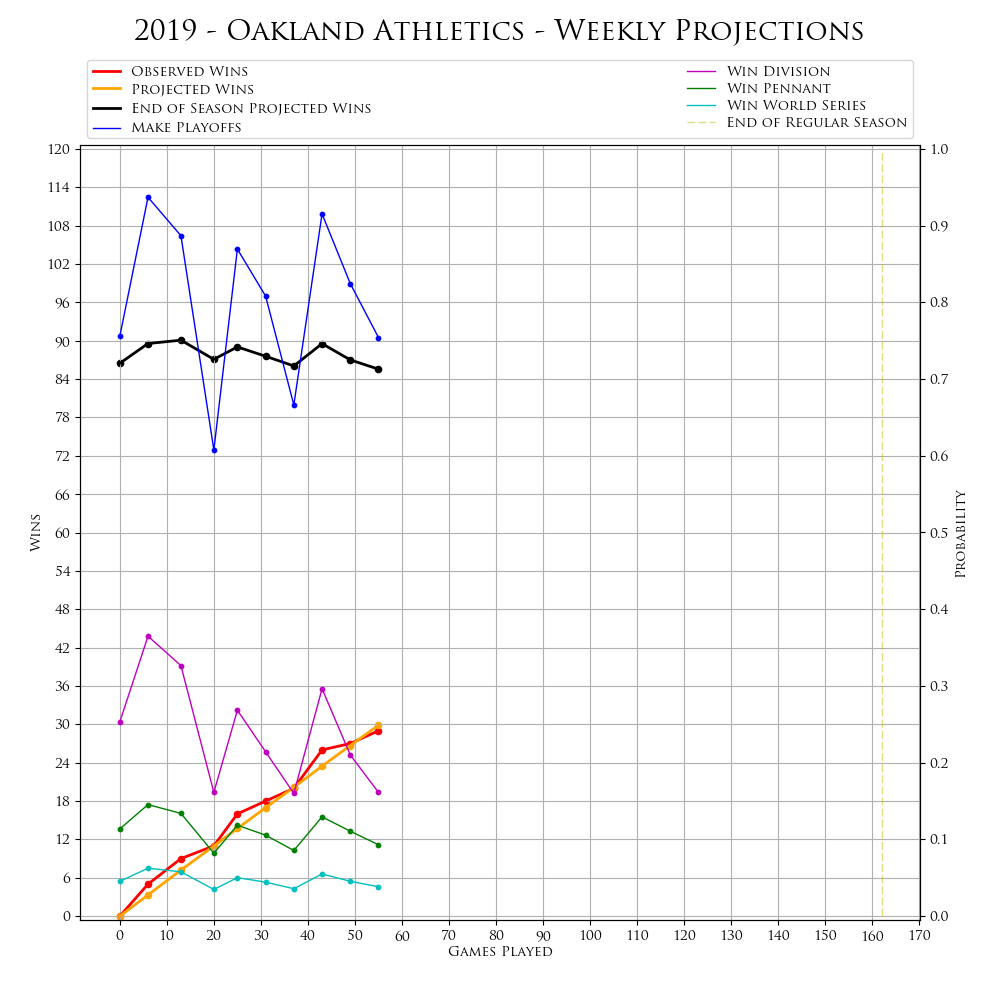 2019 - Oakland Athletics - Weekly Projections
Observed Wins
Projected Wins
End of Season Projected Wins
Make Playoffs
Win Division
Win Pennant
Win World Series
End of Regular Season
120
114
108
102
96
90
84
78
72
66
60
54
48
42
36
30
24
18
12
6
0
Wins
1.0
0.9
0.8
0.7
0.6
0.5
0.4
0.3
0.2
0.1
0.0
Probability
0 10 20 30 40 50 60 70 80 90 100 110 120 130 140 150 160 170
Games Played